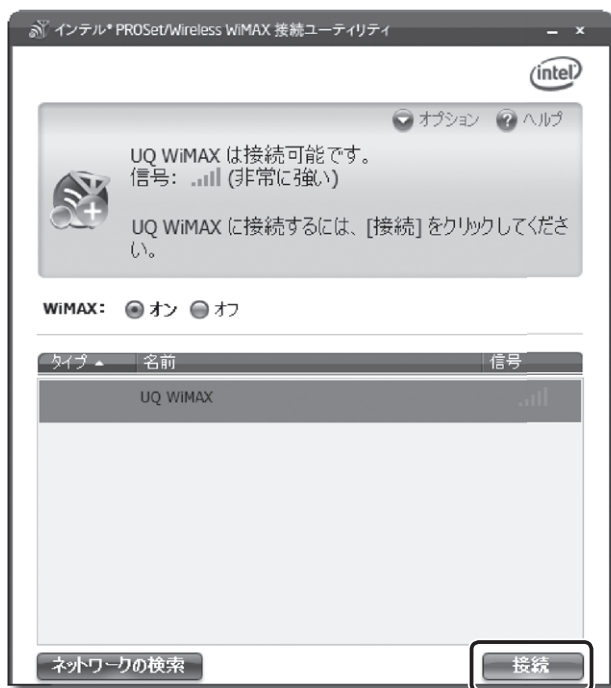 インテル® PROSet/Wireless WiMAX 接続ユーティリティ
intel
オプション ヘルプ
UQ WiMAX は接続可能です。
信号: (非常に強い)
UQ WiMAX に接続するには、[接続] をクリックしてくださ
い。
WiMAX: オン オフ
タイプ 名前 信号
UQ WiMAX
ネットワークの検索 接続